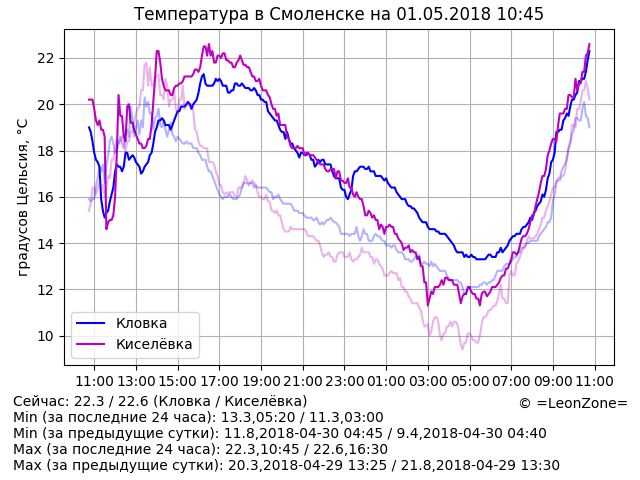 Температура в Смоленске на 01.05.2018 10:45
градусов Цельсия, °C
22
20
18
16
14
12
10
Кловка
Киселёвка
11:00 13:00 15:00 17:00 19:00 21:00 23:00 01:00 03:00 05:00 07:00 09:00 11:00
Сейчас: 22.3 / 22.6 (Кловка / Киселёвка)
© =LeonZone=
Min (за последние 24 часа): 13.3,05:20 / 11.3,03:00
Min (за предыдущие сутки): 11.8,2018-04-30 04:45 / 9.4,2018-04-30 04:40
Max (за последние 24 часа): 22.3,10:45 / 22.6,16:30
Max (за предыдущие сутки): 20.3,2018-04-29 13:25 / 21.8,2018-04-29 13:30